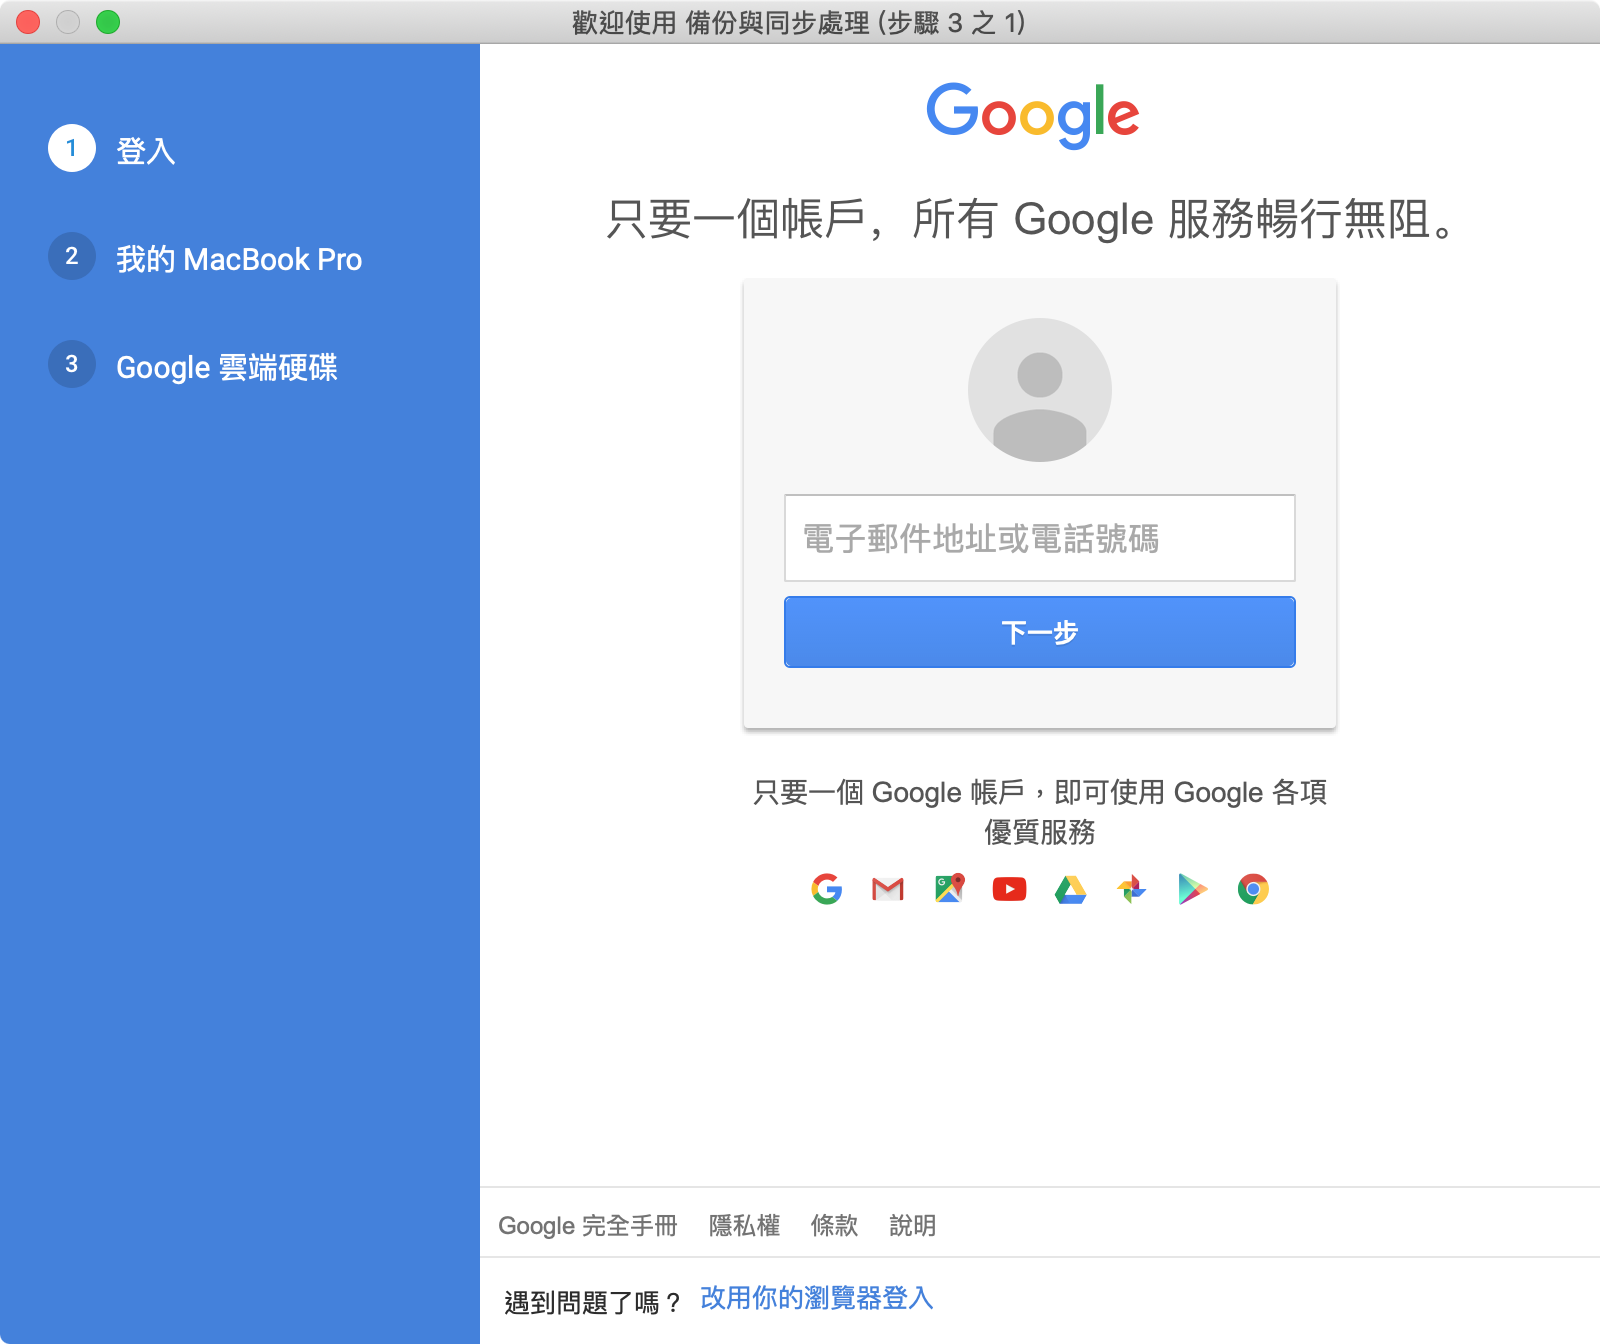 歡迎使用 備份與同步處理 (步驟 3 之 1)
1 登入
2 我的 MacBook Pro
3 Google 雲端硬碟
Google
只要一個帳戶，所有 Google 服務暢行無阻。
電子郵件地址或電話號碼
下一步
只要一個 Google 帳戶，即可使用 Google 各項
優質服務
Google 完全手冊 隱私權 條款 說明
遇到問題了嗎？ 改用你的瀏覽器登入